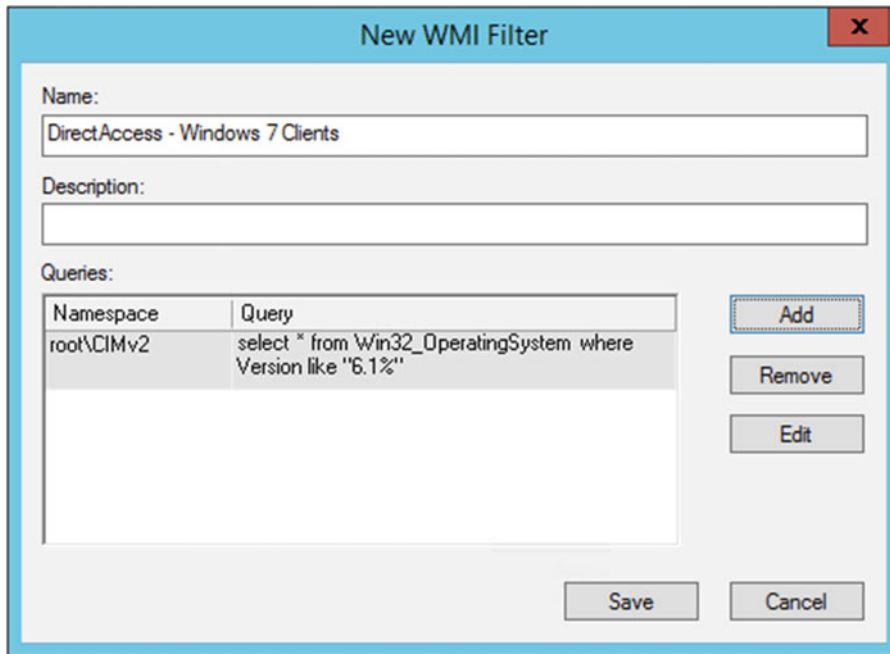 New WMI Filter
x
Name:
DirectAccess - Windows 7 Clients
Description:
Queries:
Namespace Query
root\CIMv2 select * from Win32_OperatingSystem where
Version like "6.1%"
Add
Remove
Edit
Save Cancel